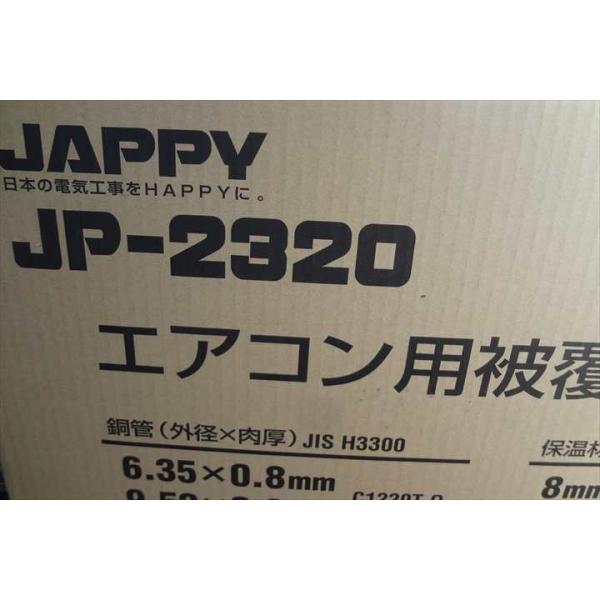 JAPPY
日本の電気工事をHAPPYに。
JP-2320
エアコン用被覆
銅管(外径×肉厚) JIS H3300
保温材
6.35×0.8mm
8mm